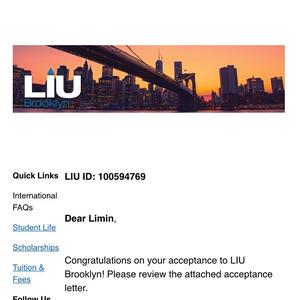 LIU
Brooklyn
Quick Links
LIU ID: 100594769
International
FAQs
Dear Limin,
Student Life
Scholarships
Congratulations on your acceptance to LIU
Tuition &
Brooklyn! Please review the attached acceptance
Fees
letter.
Follow Us